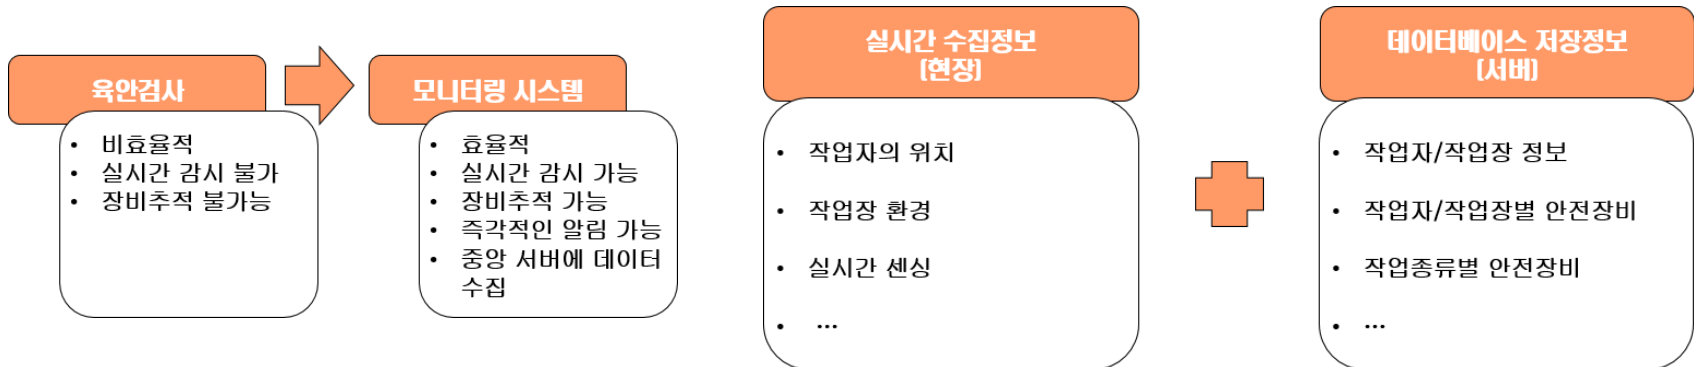 육안검사
• 비효율적
• 실시간 감시 불가
• 장비추적 불가능
모니터링 시스템
• 효율적
• 실시간 감시 가능
• 장비추적 가능
• 즉각적인 알림 가능
• 중앙 서버에 데이터
수집
실시간 수집정보
(현장)
• 작업자의 위치
• 작업장 환경
• 실시간 센싱
• ...
데이터베이스 저장정보
(서버)
• 작업자/작업장 정보
• 작업자/작업장별 안전장비
• 작업종류별 안전장비
• ...